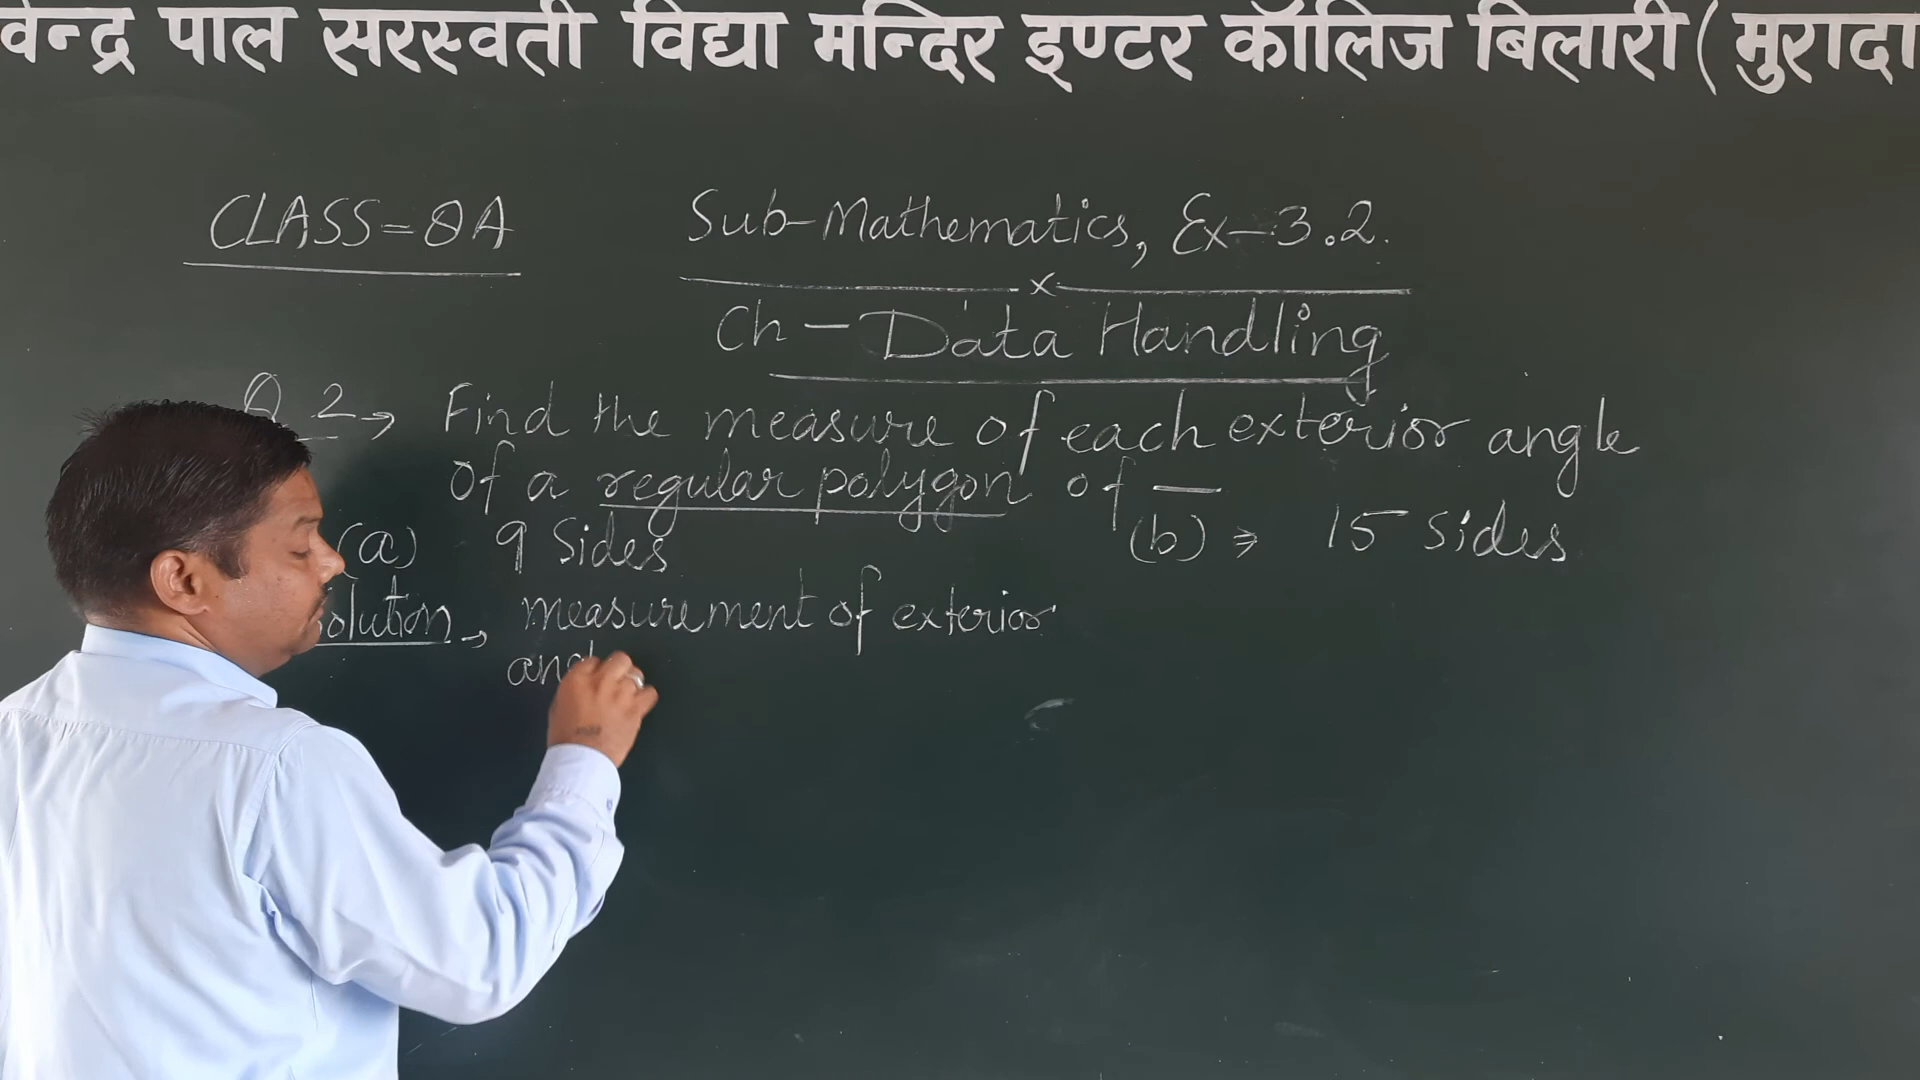 वेन्द्र पाल सरस्वती विद्या मन्दिर इण्टर कॉलिज बिलारी ( मुरादा
CLASS=8A
Sub-Mathematics, Ex-3.2.
x
Ch - Data Handling
Q 2→ Find the measure of each exterior angle
of a regular polygon of —
(a) 9 Sides (b) ⇒ 15 Sides
Solution → measurement of exterior